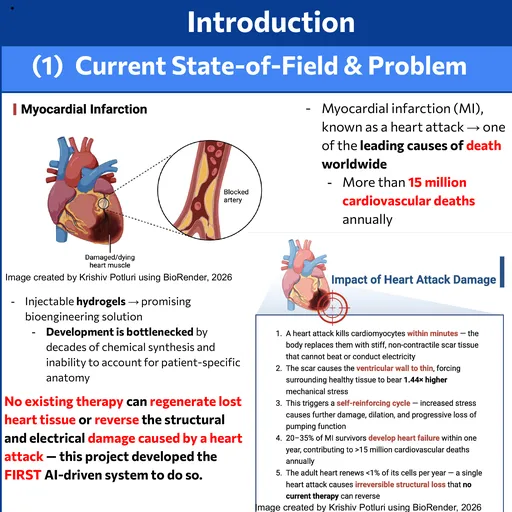 Introduction
(1) Current State-of-Field & Problem
Myocardial Infarction
Blocked
artery
Damaged/dying
heart muscle
Image created by Krishiv Potluri using BioRender, 2026
- Injectable hydrogels → promising
bioengineering solution
- Development is bottlenecked by
decades of chemical synthesis and
inability to account for patient-specific
anatomy
No existing therapy can regenerate lost
heart tissue or reverse the structural
and electrical damage caused by a heart
attack — this project developed the
FIRST AI-driven system to do so.
- Myocardial infarction (MI),
known as a heart attack → one
of the leading causes of death
worldwide
- More than 15 million
cardiovascular deaths
annually
Impact of Heart Attack Damage
1. A heart attack kills cardiomyocytes within minutes — the
body replaces them with stiff, non-contractile scar tissue
that cannot beat or conduct electricity
2. The scar causes the ventricular wall to thin, forcing
surrounding healthy tissue to bear 1.44× higher
mechanical stress
3. This triggers a self-reinforcing cycle — increased stress
causes further damage, dilation, and progressive loss of
pumping function
4. 20–35% of MI survivors develop heart failure within one
year, contributing to >15 million cardiovascular deaths
annually
5. The adult heart renews <1% of its cells per year — a single
heart attack causes irreversible structural loss that no
current therapy can reverse
Image created by Krishiv Potluri using BioRender, 2026